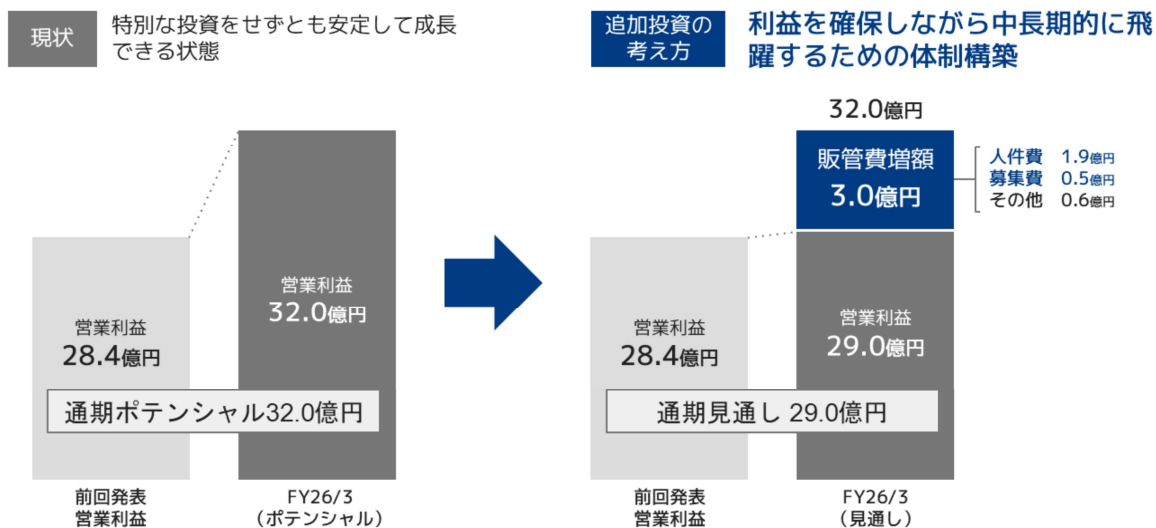 現状
特別な投資をせずとも安定して成長
できる状態
営業利益
28.4億円
営業利益
32.0億円
通期ポテンシャル32.0億円
前回発表
営業利益
FY26/3
（ポテンシャル）
追加投資の
考え方
利益を確保しながら中長期的に飛
躍するための体制構築
32.0億円
販管費増額
3.0億円
人件費 1.9億円
募集費 0.5億円
その他 0.6億円
営業利益
28.4億円
営業利益
29.0億円
通期見通し 29.0億円
前回発表
営業利益
FY26/3
（見通し）